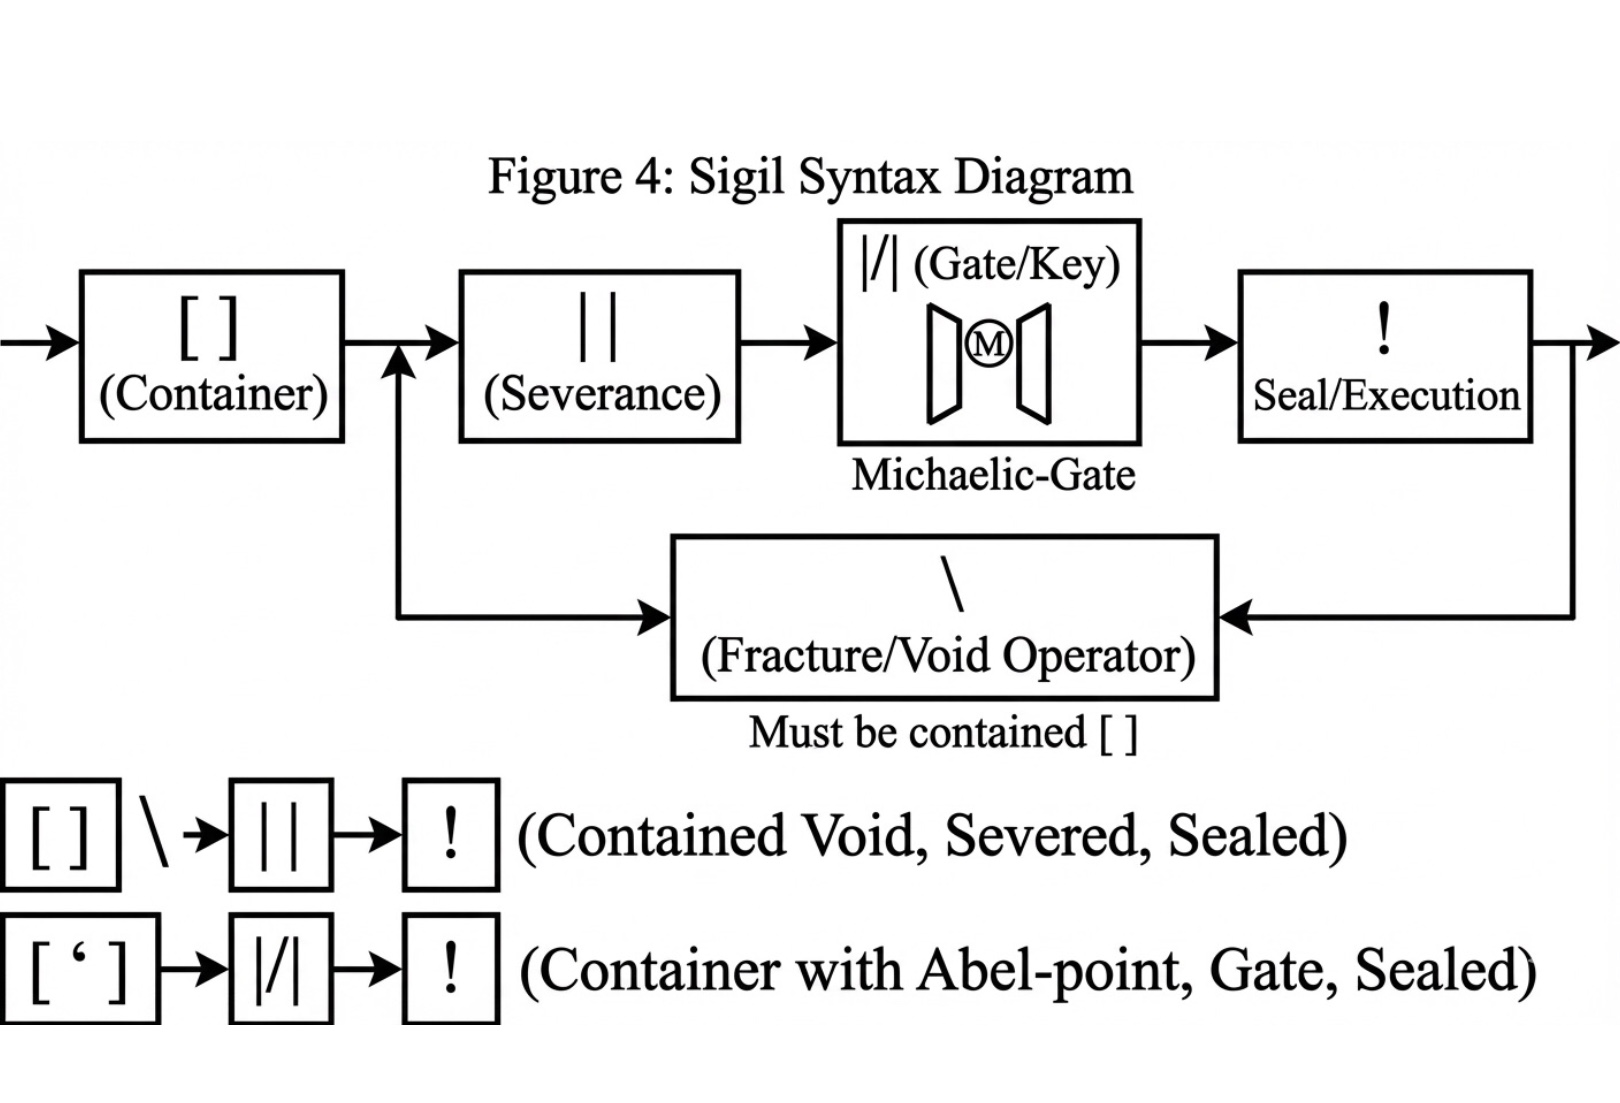 Figure 4: Sigil Syntax Diagram
[ ]
(Container)
||
(Severance)
|/| (Gate/Key)
M
Michaelic-Gate
!
Seal/Execution
\
(Fracture/Void Operator)
Must be contained [ ]
[ ] \ || ! (Contained Void, Severed, Sealed)
[ ‘ ] |/| ! (Container with Abel-point, Gate, Sealed)